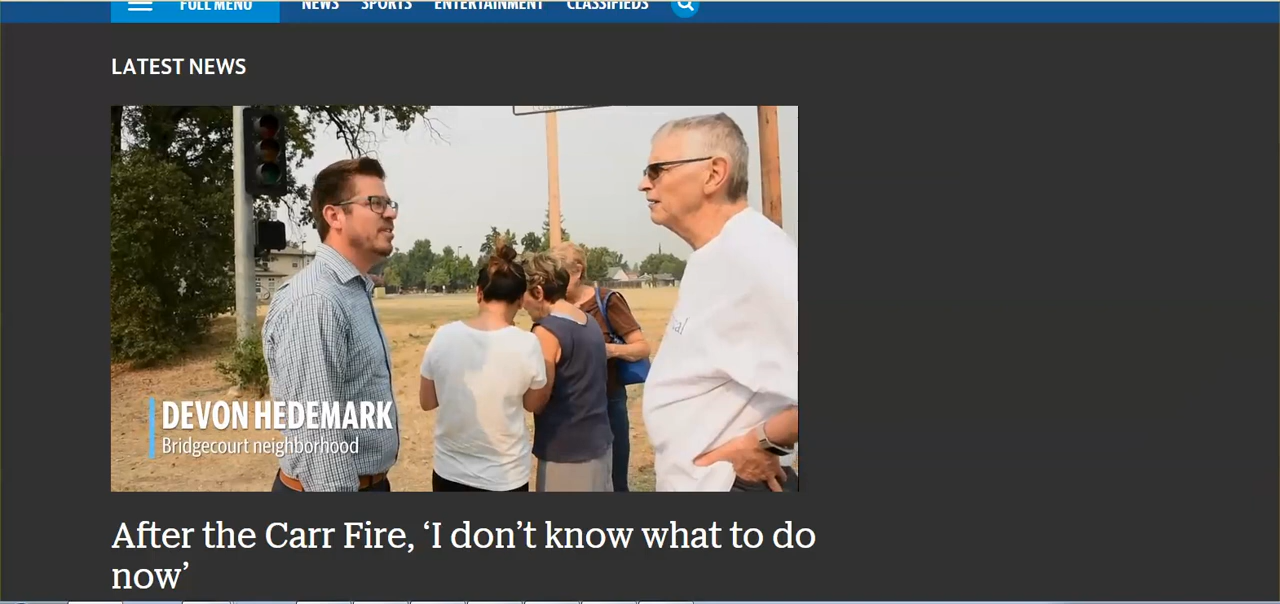 FULL MENU NEWS SPORTS ENTERTAINMENT CLASSIFIEDS
LATEST NEWS
DEVON HEDEMARK
Bridgecourt neighborhood
After the Carr Fire, ‘I don’t know what to do
now’